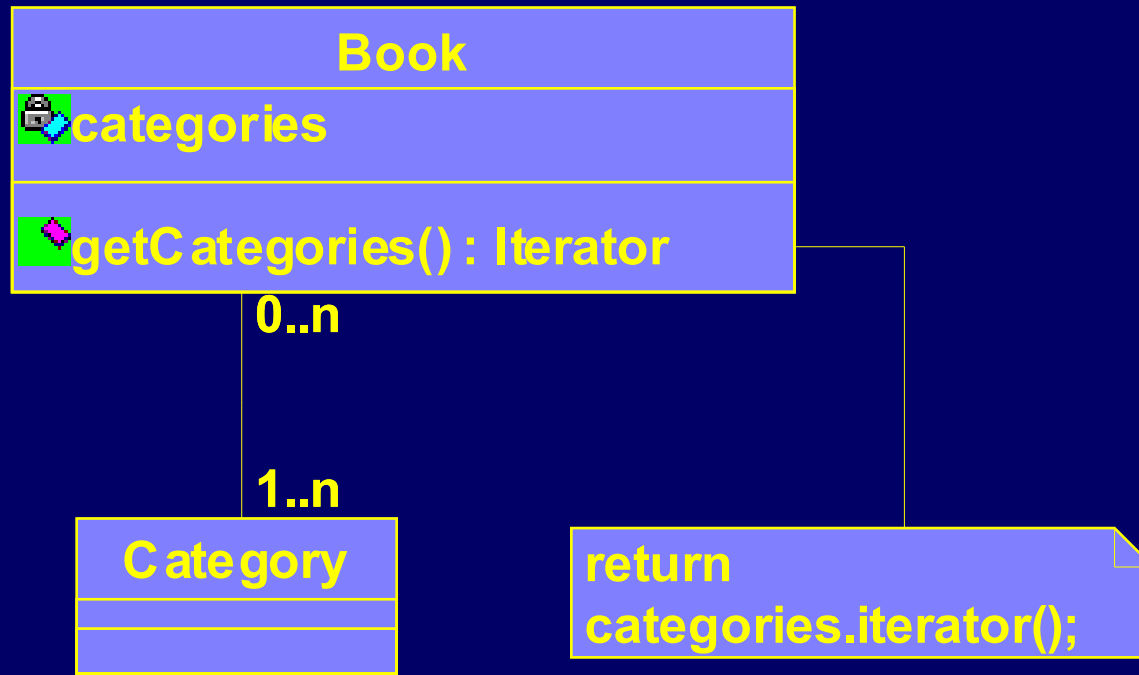 Book
categories
getCategories() : Iterator
0..n
1..n
Category
return
categories.iterator();